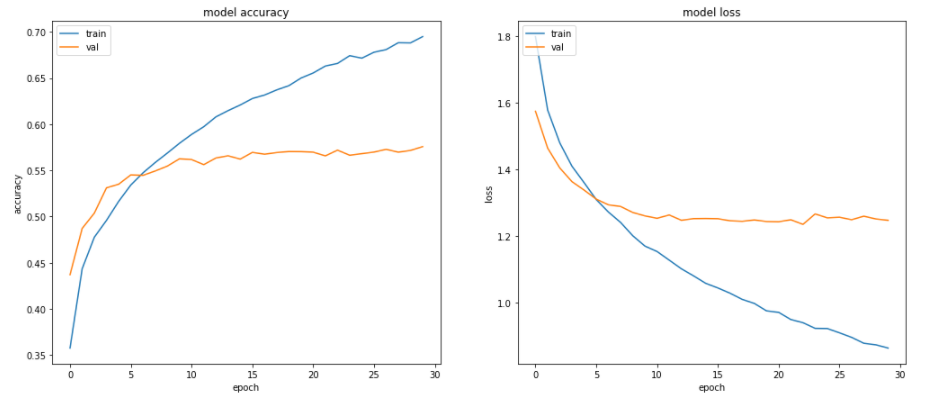 model accuracy
train
val
0.70
0.65
0.60
0.55
0.50
0.45
0.40
0.35
accuracy
0 5 10 15 20 25 30
epoch
model loss
train
val
1.8
1.6
1.4
1.2
1.0
loss
0 5 10 15 20 25 30
epoch